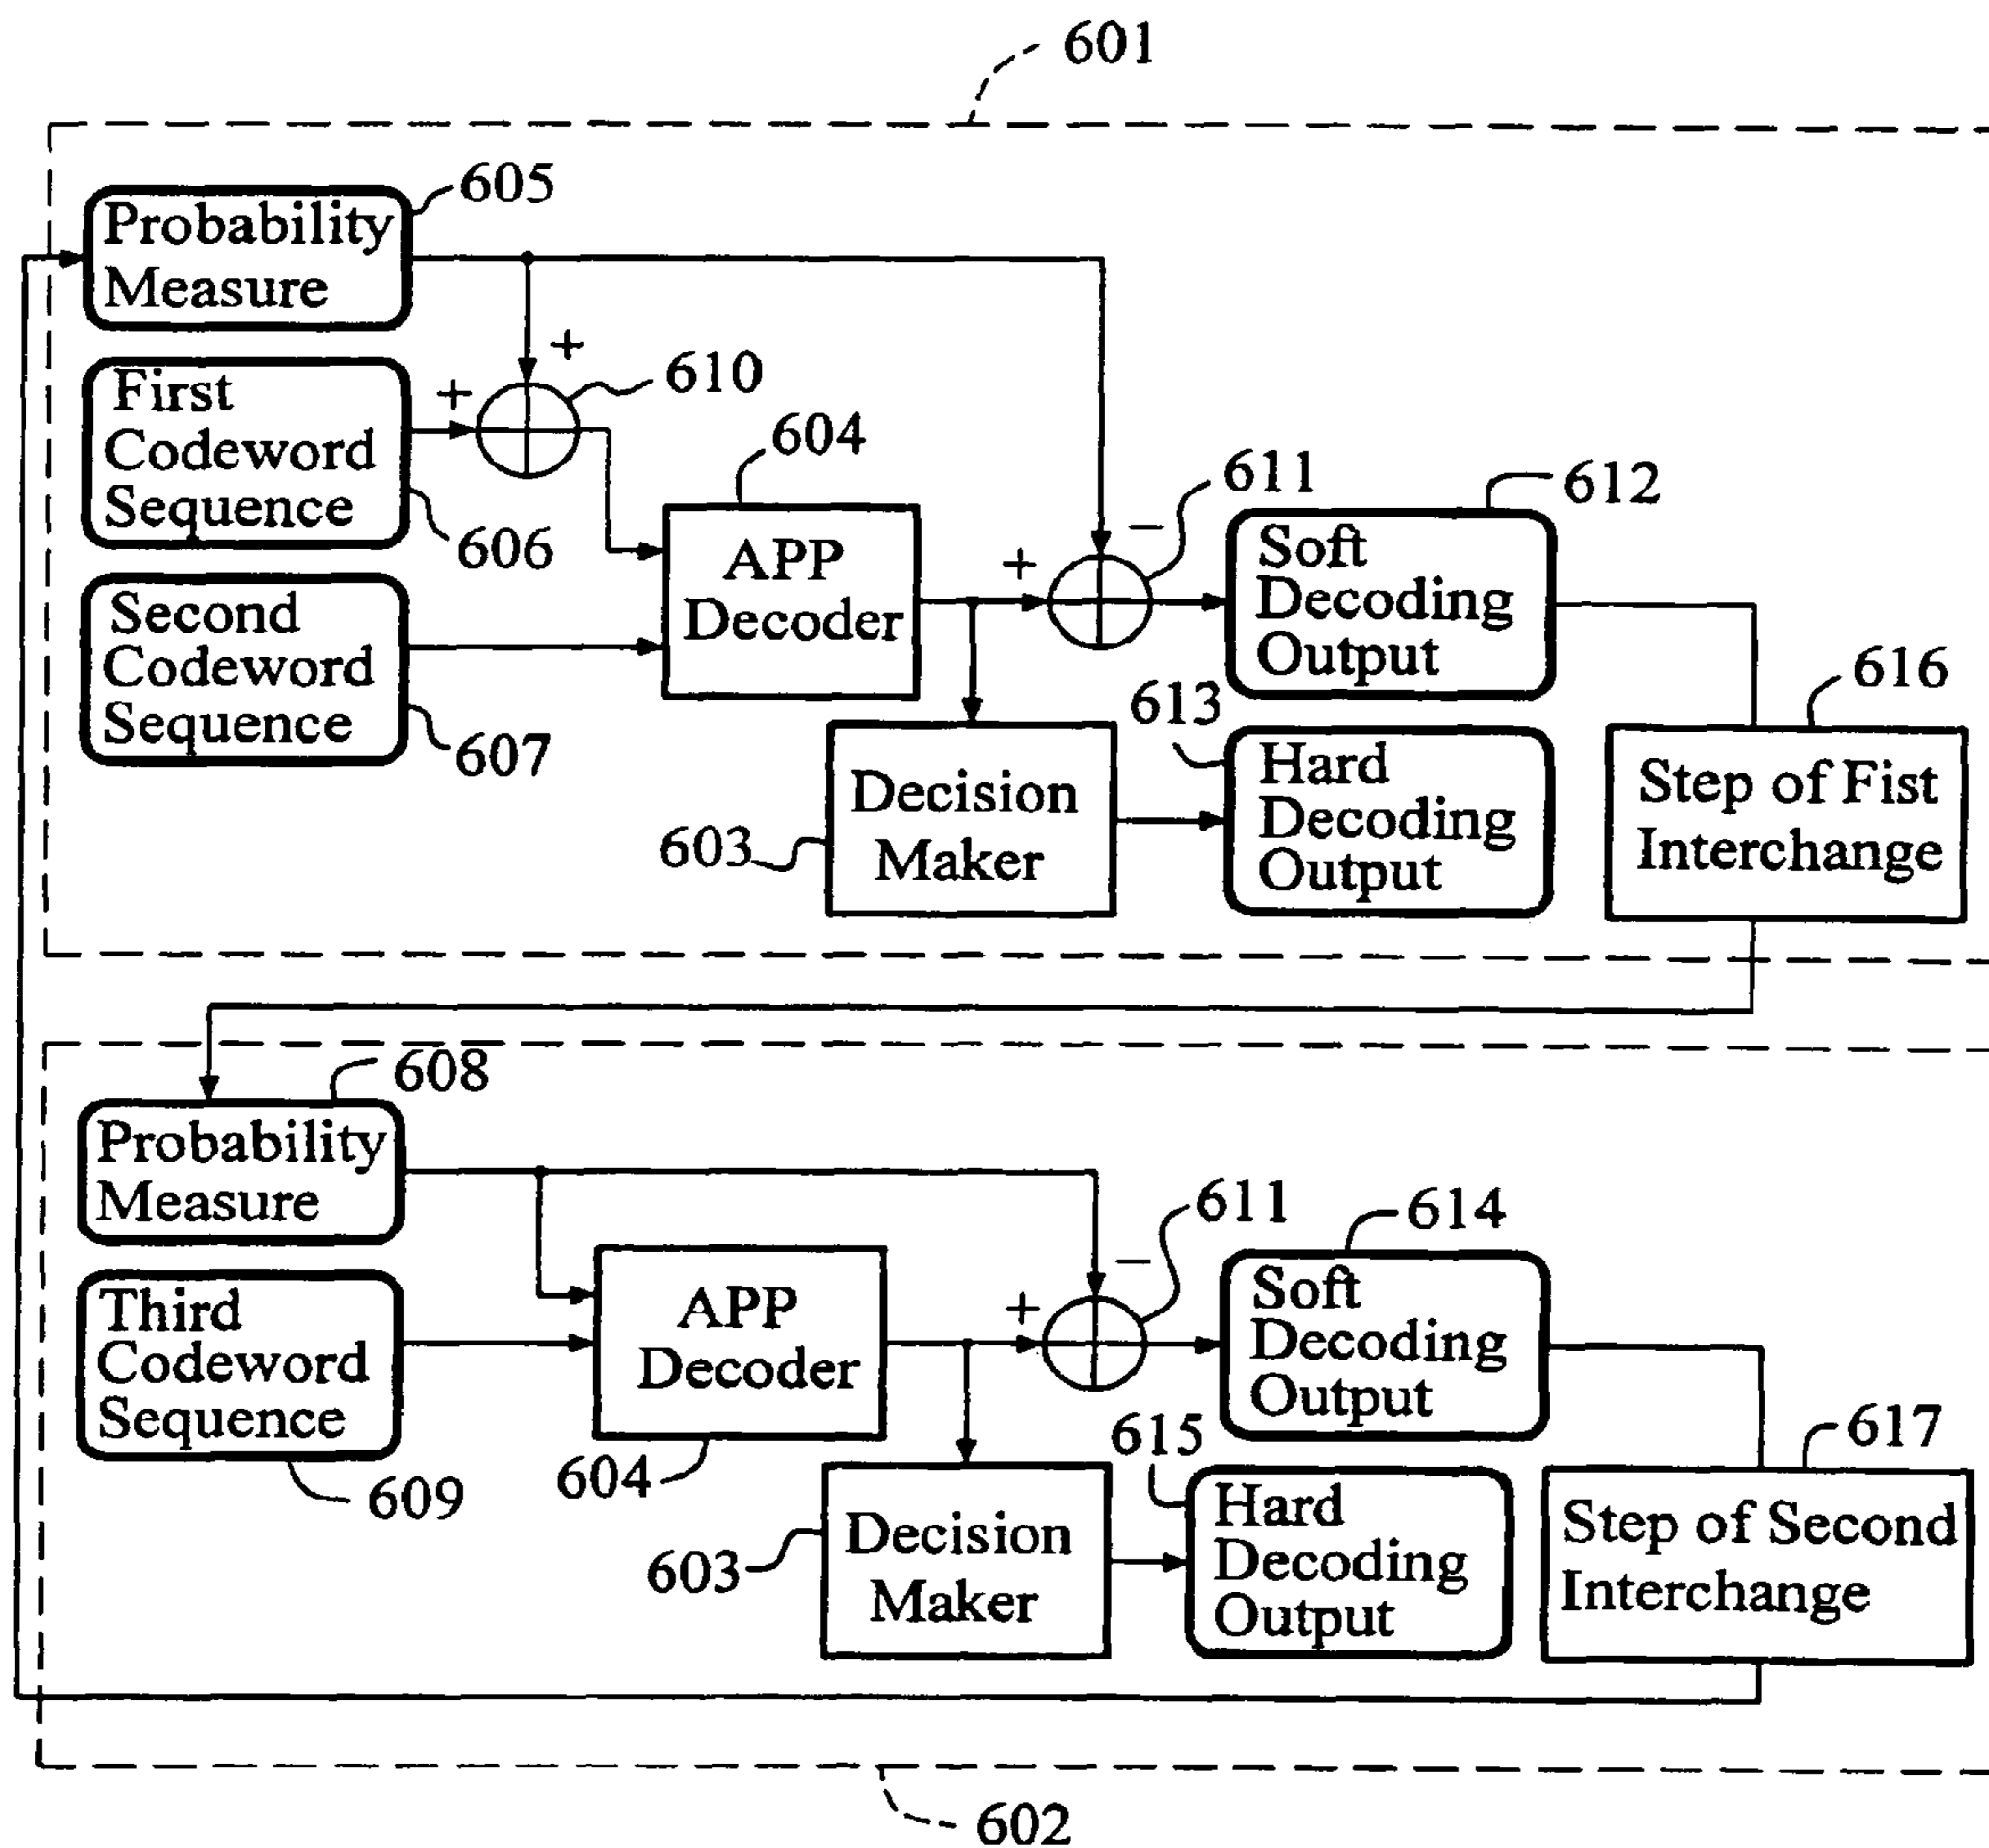 601
605
Probability
Measure
+
610
First
Codeword
Sequence
+
606
604
APP
Decoder
Second
Codeword
Sequence
607
611
−
+
612
Soft
Decoding
Output
613
Hard
Decoding
Output
603
Decision
Maker
616
Step of Fist
Interchange
608
Probability
Measure
Third
Codeword
Sequence
609
APP
Decoder
604
611
−
+
614
Soft
Decoding
Output
603
Decision
Maker
615
Hard
Decoding
Output
617
Step of Second
Interchange
602